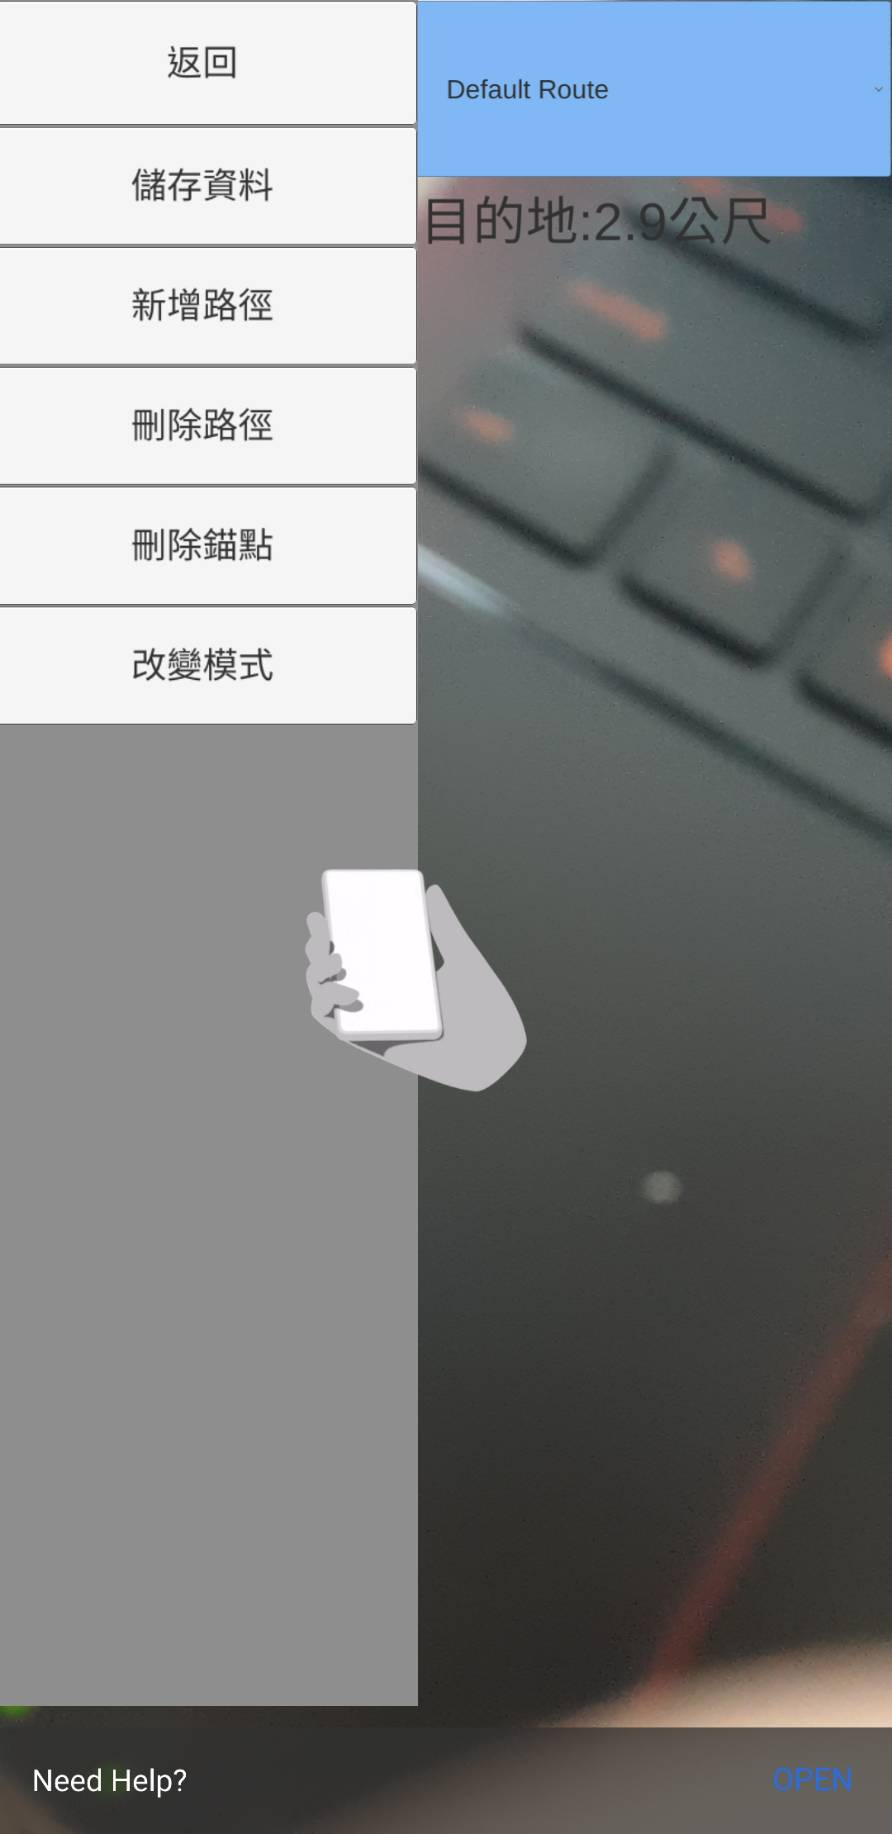 返回
儲存資料
新增路徑
刪除路徑
刪除錨點
改變模式
Default Route
目的地:2.9公尺
Need Help?
OPEN